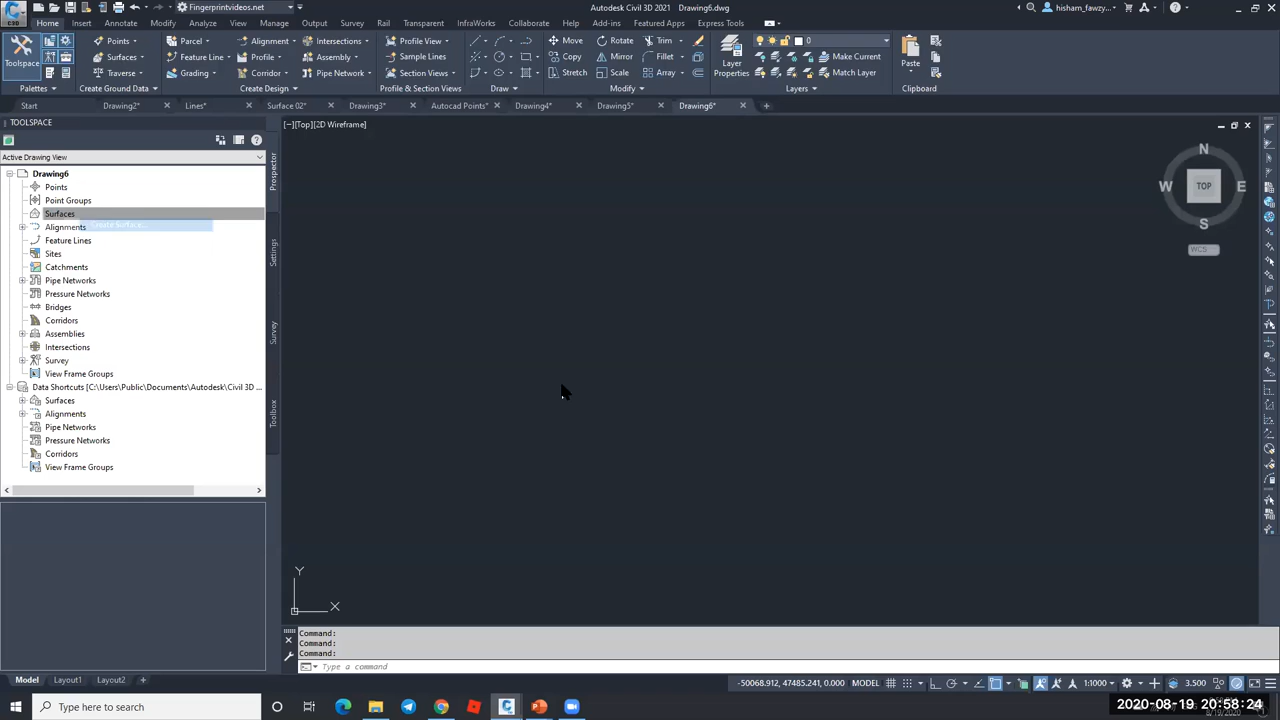 C3D
Fingerprintvideos.net
Autodesk Civil 3D 2021 Drawing6.dwg
hisham_fawzy...
Home Insert Annotate Modify Analyze View Manage Output Survey Rail Transparent InfraWorks Collaborate Help Add-ins Featured Apps Express Tools
Toolspace
Points
Surfaces
Traverse
Parcel
Feature Line
Grading
Alignment
Profile
Corridor
Intersections
Assembly
Pipe Network
Profile View
Sample Lines
Section Views
Move
Copy
Stretch
Rotate
Mirror
Scale
Trim
Fillet
Array
Layer
Properties
0
Make Current
Match Layer
Paste
Palettes Create Ground Data Create Design Profile & Section Views Draw Modify Layers Clipboard
Start Drawing2* Lines* Surface 02* Drawing3* Autocad Points* Drawing4* Drawing5* Drawing6*
TOOLSPACE
Active Drawing View
Drawing6
Points
Point Groups
Surfaces
Create Surface...
Alignments
Feature Lines
Sites
Catchments
Pipe Networks
Pressure Networks
Bridges
Corridors
Assemblies
Intersections
Survey
View Frame Groups
Data Shortcuts [C:\Users\Public\Documents\Autodesk\Civil 3D ...
Surfaces
Alignments
Pipe Networks
Pressure Networks
Corridors
View Frame Groups
Prospector
Settings
Survey
Toolbox
[−][Top][2D Wireframe]
N
W TOP E
S
WCS
Y
X
Command:
Command:
Command:
Type a command
Model Layout1 Layout2
-50068.912, 47485.241, 0.000 MODEL 1:1000 3.500
Type here to search
2020-08-19 20:58:24